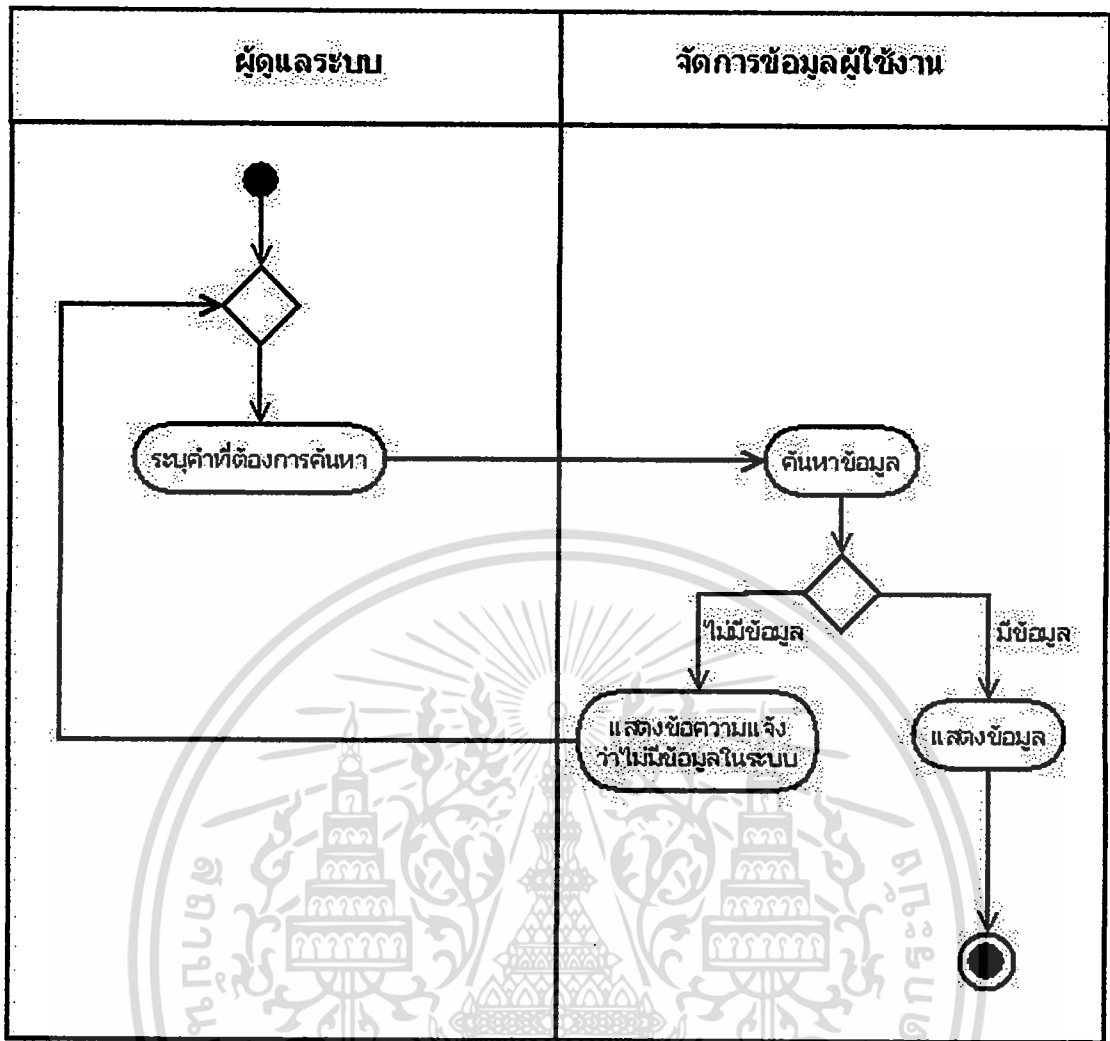 ผู้ดูแลระบบ
จัดการข้อมูลผู้ใช้งาน
ระบุคำที่ต้องการค้นหา
ค้นหาข้อมูล
ไม่มีข้อมูล
มีข้อมูล
แสดงข้อความแจ้ง
ว่าไม่มีข้อมูลในระบบ
แสดงข้อมูล